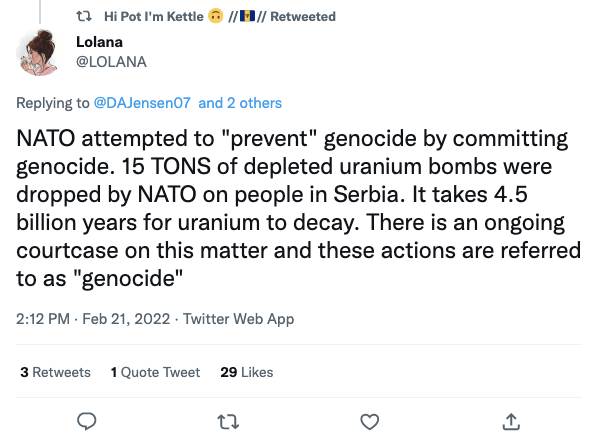 Hi Pot I'm Kettle 🙃 //🇧🇧// Retweeted
Lolana
@LOLANA
Replying to @DAJensen07 and 2 others
NATO attempted to "prevent" genocide by committing
genocide. 15 TONS of depleted uranium bombs were
dropped by NATO on people in Serbia. It takes 4.5
billion years for uranium to decay. There is an ongoing
courtcase on this matter and these actions are referred
to as "genocide"
2:12 PM · Feb 21, 2022 · Twitter Web App
3 Retweets 1 Quote Tweet 29 Likes